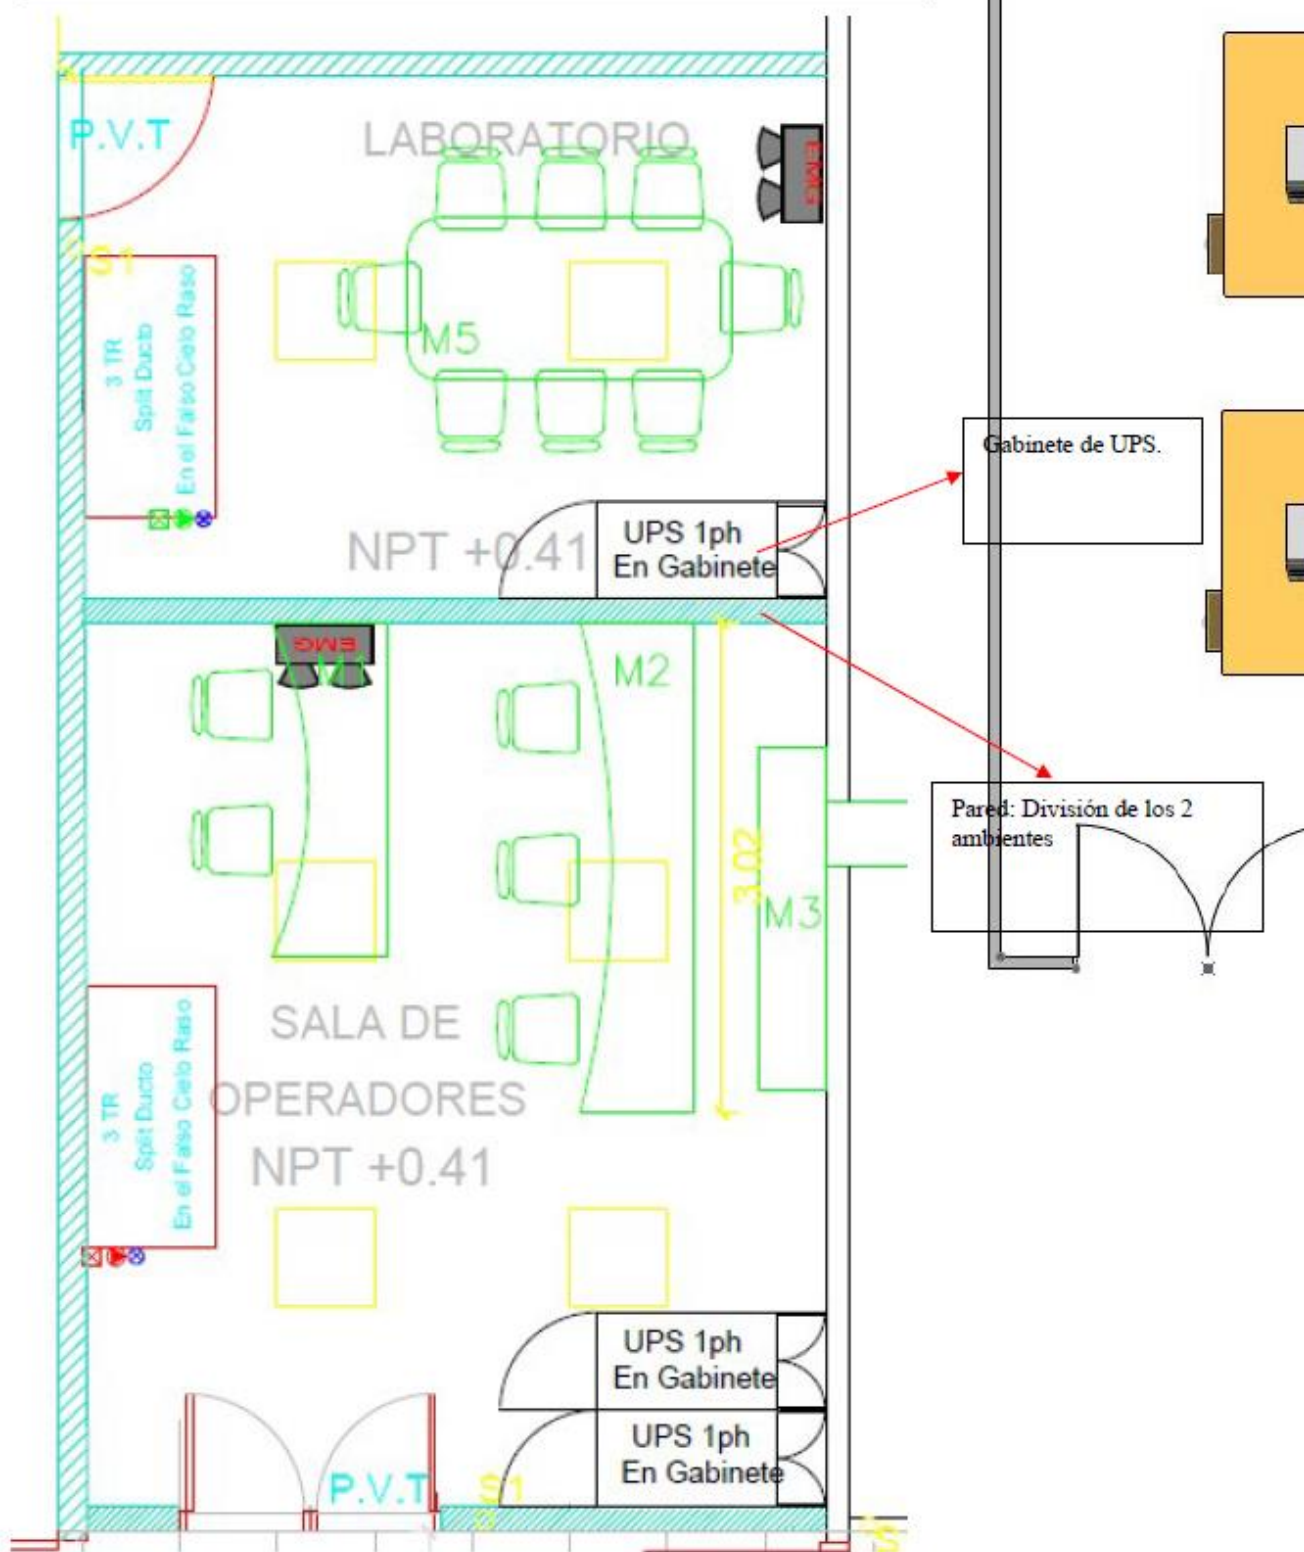 P.V.T
LABORATORIO
EMG
S1
3 TR
Split Ducto
En el Falso Cielo Raso
M5
Gabinete de UPS.
NPT +0.41
UPS 1ph
En Gabinete
EMG
M1
M2
Pared: División de los 2
ambientes
3.02
M3
3 TR
Split Ducto
En el Falso Cielo Raso
SALA DE
OPERADORES
NPT +0.41
UPS 1ph
En Gabinete
UPS 1ph
En Gabinete
P.V.T
S1
S